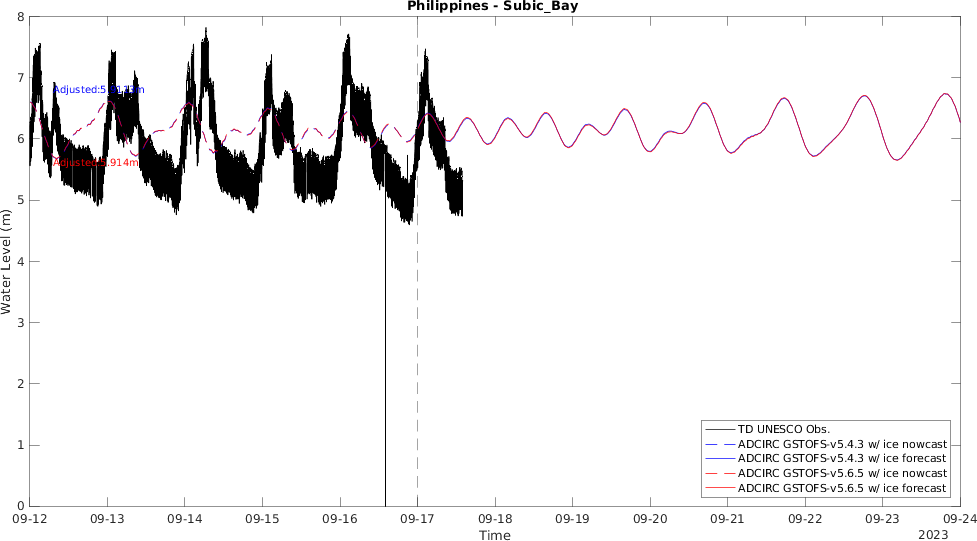 Philippines - Subic_Bay
Water Level (m)
8
7
6
5
4
3
2
1
0
m
Adjusted:5.914m
TD UNESCO Obs.
ADCIRC GSTOFS-v5.4.3 w/ ice nowcast
ADCIRC GSTOFS-v5.4.3 w/ ice forecast
ADCIRC GSTOFS-v5.6.5 w/ ice nowcast
ADCIRC GSTOFS-v5.6.5 w/ ice forecast
09-12 09-13 09-14 09-15 09-16 09-17 09-18 09-19 09-20 09-21 09-22 09-23 09-24
Time
2023